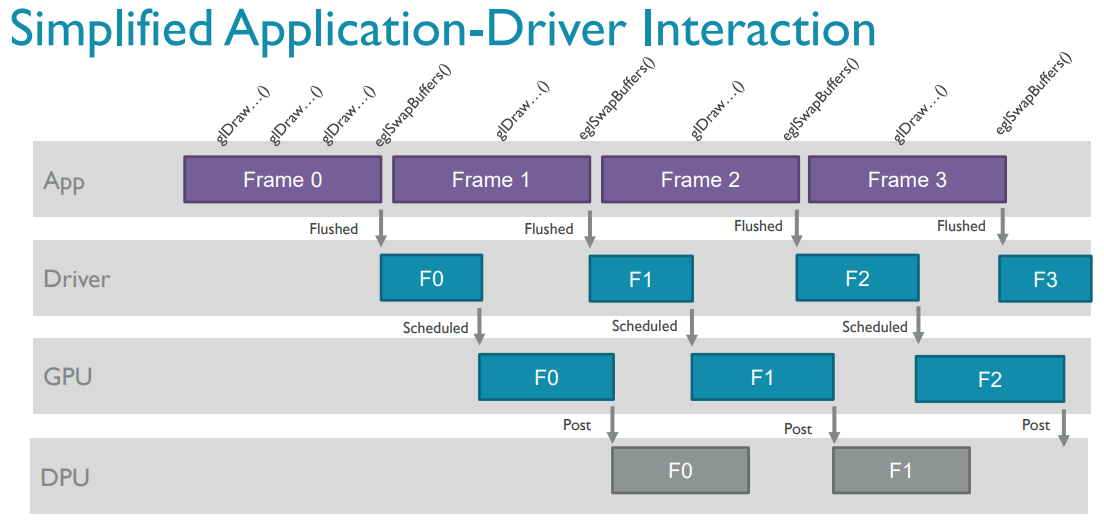 Simplified Application-Driver Interaction
glDraw…()
glDraw…()
glDraw…()
eglSwapBuffers()
glDraw…()
eglSwapBuffers()
glDraw…()
eglSwapBuffers()
glDraw…()
eglSwapBuffers()
App
Frame 0
Frame 1
Frame 2
Frame 3
Flushed
Flushed
Flushed
Flushed
Driver
F0
F1
F2
F3
Scheduled
Scheduled
Scheduled
GPU
F0
F1
F2
Post
Post
Post
DPU
F0
F1